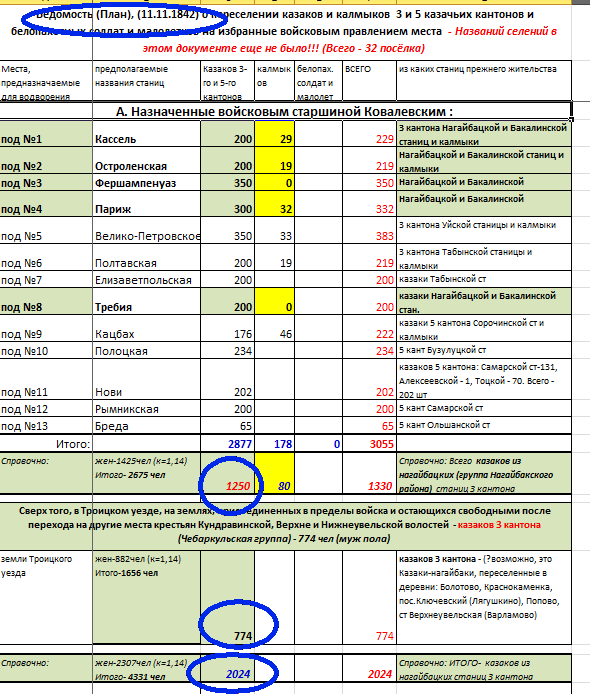 Ведомость (План), (11.11.1842) о переселении казаков и калмыков 3 и 5 казачьих кантонов и
белопахотных солдат и малолетков на избранные войсковым правлением места - Названий селений в
этом документе еще не было!!! (Всего - 32 посёлка)
Места, предназначаемые для водворения предполагаемые названия станиц Казаков 3-го и 5-го кантонов калмыков белопах. солдат и малолет ВСЕГО из каких станиц прежнего жительства
А. Назначенные войсковым старшиной Ковалевским :
под №1 Кассель 200 29 229 3 кантона Нагайбацкой и Бакалинской станиц и калмыки
под №2 Остроленская 200 19 219 Нагайбацкой и Бакалинской станиц и калмыки
под №3 Фершампенуаз 350 0 350 Нагайбацкой и Бакалинской
под №4 Париж 300 32 332 Нагайбацкой и Бакалинской
под №5 Велико-Петровское 350 33 383 3 кантона Уйской станицы и калмыки
под №6 Полтавская 200 19 219 3 кантона Табынской станицы и калмыки
под №7 Елизаветпольская 200 200 казаки Табынской ст
под №8 Требия 200 0 200 казаки Нагайбацкой и Бакалинской стан.
под №9 Кацбах 176 46 222 казаки 5 кантона Сорочинской ст и калмыки
под №10 Полоцкая 234 234 5 кант Бузулуцкой ст
под №11 Нови 202 202 казаков 5 кантона: Самарской ст-131, Алексеевской - 1, Тоцкой - 70. Всего - 202 шт
под №12 Рымникская 200 200 5 кант Самарской ст
под №13 Бреда 65 65 5 кант Ольшанской ст
Итого: 2877 178 0 3055
Справочно: жен-1425чел (к=1,14) Итого- 2675 чел 1250 80 1330 Справочно: Всего казаков из нагайбацких (группа Нагайбакского района) станиц 3 кантона
Сверх того, в Троицком уезде, на землях, присоединенных в пределы войска и остающихся свободными после
перехода на другие места крестьян Кундравинской, Верхне и Нижнеувельской волостей - казаков 3 кантона
(Чебаркульская группа) - 774 чел (муж пола)
земли Троицкого уезда жен-882чел (к=1,14) Итого-1656 чел 774 774 казаков 3 кантона - (?возможно, это Казаки-нагайбаки, переселенные в деревни: Болотово, Краснокаменка, пос.Ключевский (Лягушкино), Попово, ст Верхнеувельская (Варламово)
Справочно: жен-2307чел (к=1,14) Итого- 4331 чел 2024 2024 Справочно: ИТОГО- казаков из нагайбацких станиц 3 кантона